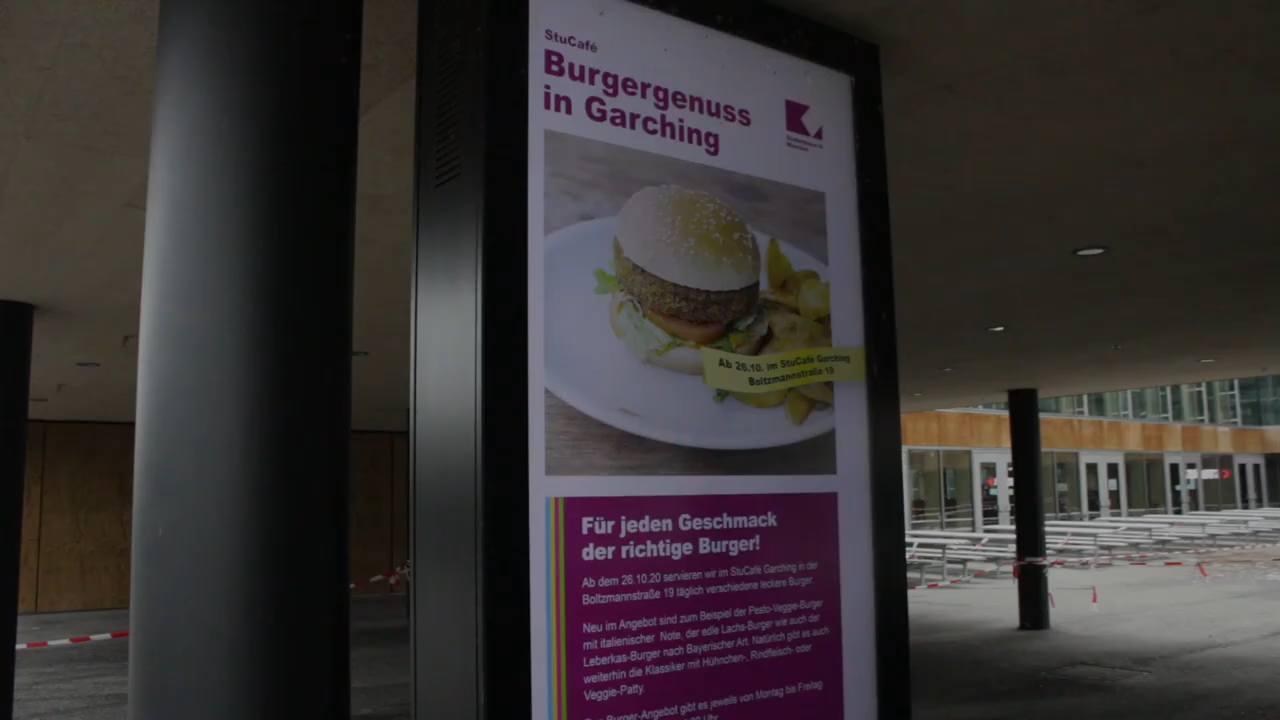 StuCafé
Burgergenuss
in Garching
Studentenwerk
München
Ab 26.10. im StuCafé Garching
Boltzmannstraße 19
Für jeden Geschmack
der richtige Burger!
Ab dem 26.10.20 servieren wir im StuCafé Garching in der
Boltzmannstraße 19 täglich verschiedene leckere Burger.
Neu im Angebot sind zum Beispiel der Pesto-Veggie-Burger
mit italienischer Note, der edle Lachs-Burger wie auch der
Leberkas-Burger nach Bayerischer Art. Natürlich gibt es auch
weiterhin die Klassiker mit Hühnchen-, Rindfleisch- oder
Veggie-Patty.
Burger-Angebot gibt es jeweils von Montag bis Freitag
Uhr